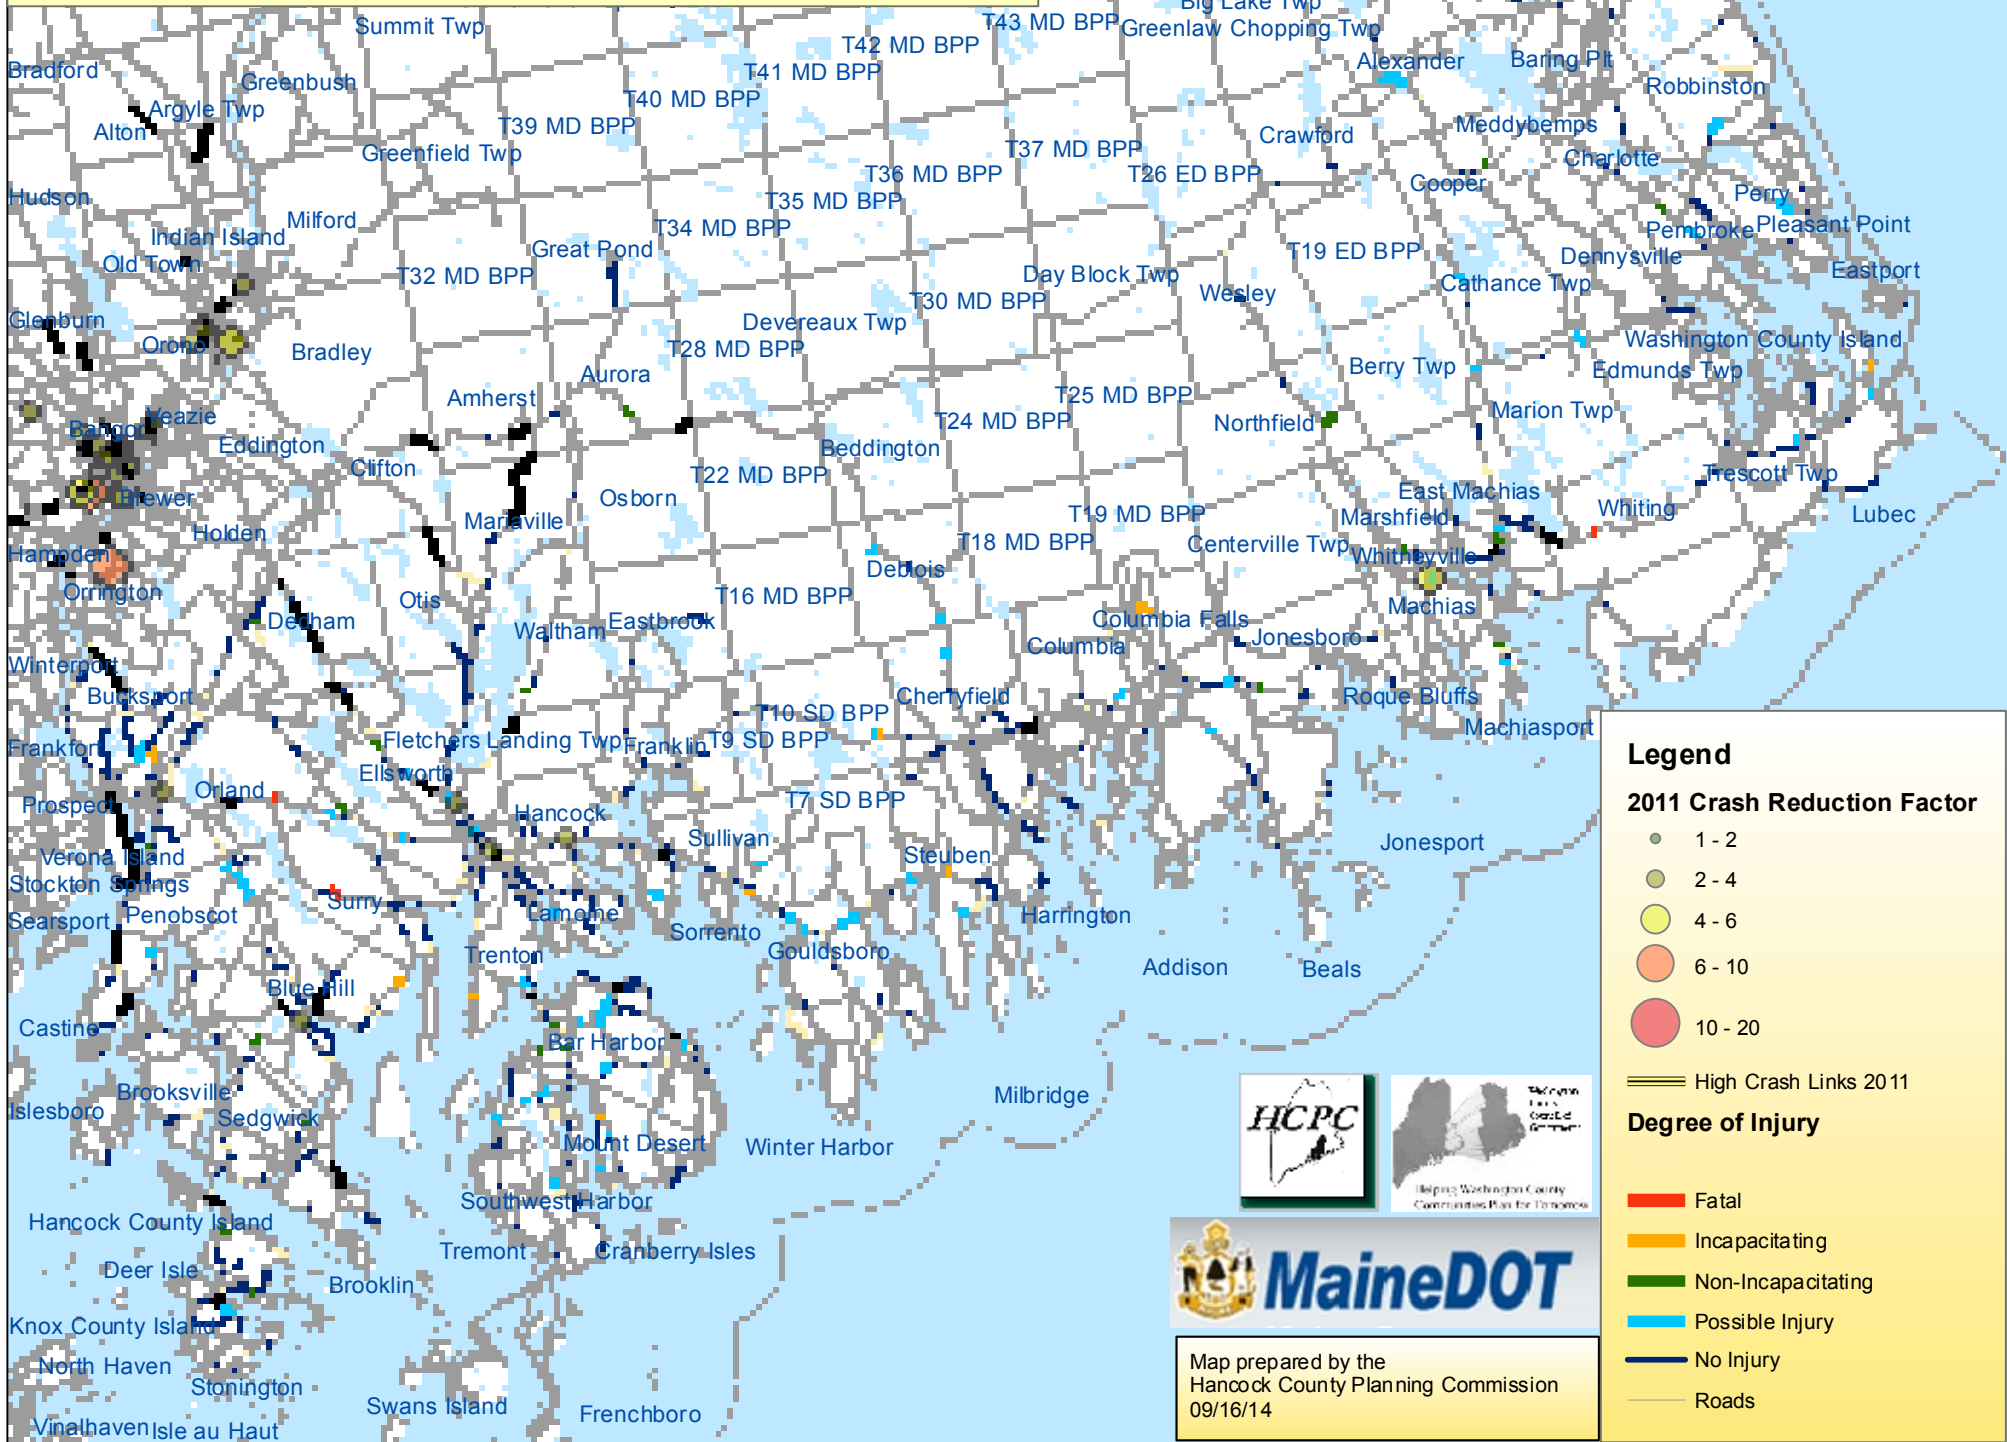 Big Lake Twp
Summit Twp
T43 MD BPP
Greenlaw Chopping Twp
T42 MD BPP
Bradford
Greenbush
T41 MD BPP
Alexander
Baring Plt
Robbinston
Argyle Twp
T40 MD BPP
Alton
T39 MD BPP
Greenfield Twp
T37 MD BPP
Crawford
Meddybemps
Charlotte
T36 MD BPP
T26 ED BPP
Cooper
Hudson
T35 MD BPP
Perry
Milford
T34 MD BPP
Pembroke
Pleasant Point
Indian Island
Great Pond
Old Town
T32 MD BPP
T19 ED BPP
Dennysville
Day Block Twp
Wesley
Cathance Twp
Eastport
T30 MD BPP
Glenburn
Devereaux Twp
Orono
Bradley
T28 MD BPP
Washington County Island
Aurora
Berry Twp
Edmunds Twp
Amherst
T25 MD BPP
Veazie
T24 MD BPP
Northfield
Marion Twp
Bangor
Eddington
Beddington
Clifton
T22 MD BPP
Trescott Twp
Brewer
Osborn
East Machias
Mariaville
T19 MD BPP
Marshfield
Whiting
Lubec
Holden
T18 MD BPP
Centerville Twp
Whitneyville
Hampden
Deblois
Orrington
Otis
T16 MD BPP
Machias
Dedham
Waltham
Eastbrook
Columbia Falls
Jonesboro
Columbia
Winterport
Bucksport
Cherryfield
Roque Bluffs
T10 SD BPP
Machiasport
Frankfort
Fletchers Landing Twp
Franklin
T9 SD BPP
Ellsworth
Orland
Prospect
Hancock
T7 SD BPP
Sullivan
Jonesport
Verona Island
Steuben
Stockton Springs
Surry
Searsport
Penobscot
Lamoine
Harrington
Sorrento
Trenton
Gouldsboro
Addison
Beals
Blue Hill
Castine
Bar Harbor
Brooksville
Milbridge
Islesboro
Sedgwick
Mount Desert
Winter Harbor
Southwest Harbor
Hancock County Island
Tremont
Cranberry Isles
Deer Isle
Brooklin
Knox County Island
North Haven
Stonington
Swans Island
Frenchboro
Vinalhaven
Isle au Haut
Legend
2011 Crash Reduction Factor
1 - 2
2 - 4
4 - 6
6 - 10
10 - 20
High Crash Links 2011
Degree of Injury
Fatal
Incapacitating
Non-Incapacitating
Possible Injury
No Injury
Roads
HCPC
Washington
County
Council of
Governments
Helping Washington County
Communities Plan for Tomorrow
MaineDOT
Map prepared by the
Hancock County Planning Commission
09/16/14